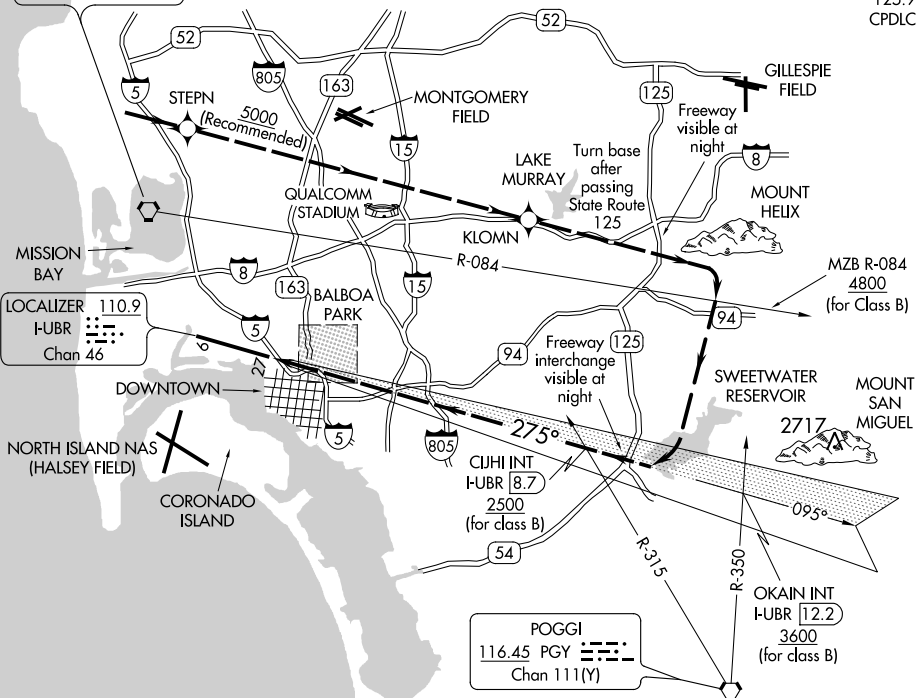 125.9
CPDLC
52
52
5
805
163
125
GILLESPIE
FIELD
STEPN
5000
(Recommended)
MONTGOMERY
FIELD
Freeway
visible at
night
15
8
LAKE
MURRAY
Turn base
after
passing
State Route
125
QUALCOMM
STADIUM
MOUNT
HELIX
KLOMN
MISSION
BAY
R-084
8
MZB R-084
4800
(for Class B)
163
15
LOCALIZER 110.9
I-UBR
Chan 46
BALBOA
PARK
94
5
9
27
94
Freeway
interchange
visible at
night
125
DOWNTOWN
SWEETWATER
RESERVOIR
MOUNT
SAN
MIGUEL
2717
5
805
275°
NORTH ISLAND NAS
(HALSEY FIELD)
CIJHI INT
I-UBR 8.7
2500
(for class B)
CORONADO
ISLAND
095°
54
R-315
R-350
OKAIN INT
I-UBR 12.2
3600
(for class B)
POGGI
116.45 PGY
Chan 111(Y)